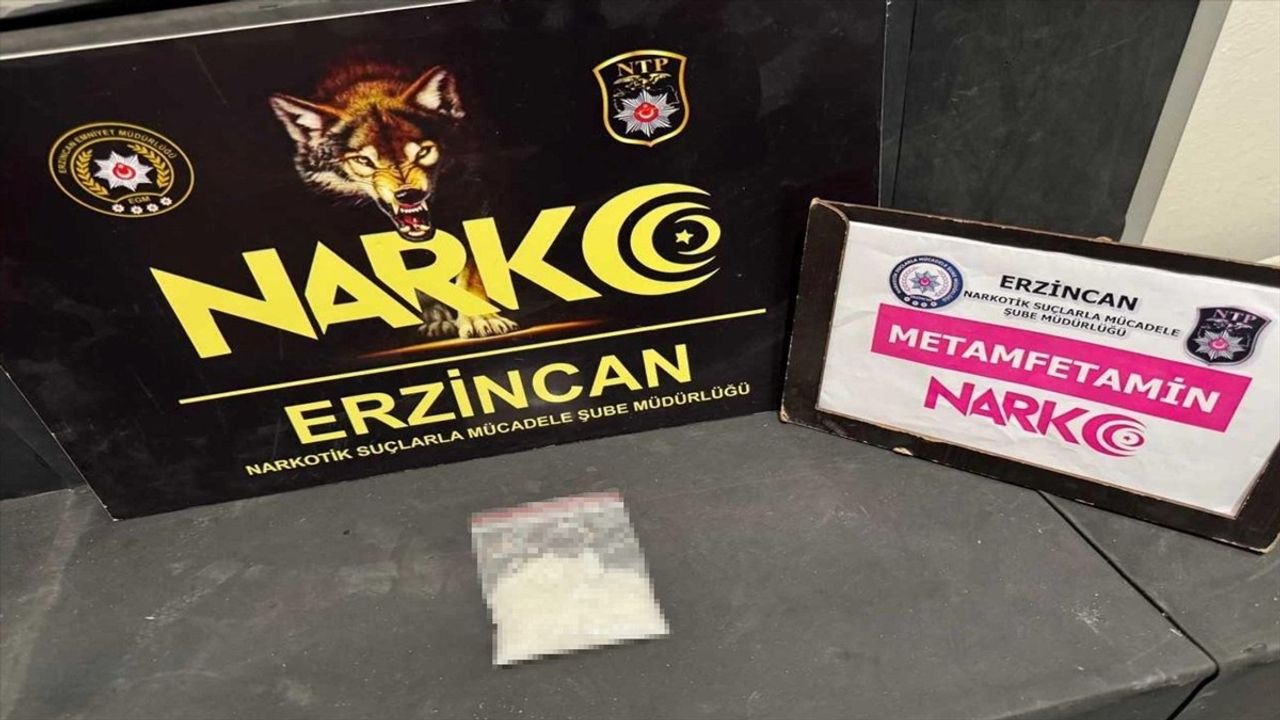 ERZİNCAN EMNİYET MÜDÜRLÜĞÜ
EGM
NTP
NARKO
ERZİNCAN
NARKOTİK SUÇLARLA MÜCADELE ŞUBE MÜDÜRLÜĞÜ
ERZİNCAN
NARKOTİK SUÇLARLA MÜCADELE
ŞUBE MÜDÜRLÜĞÜ
NTP
METAMFETAMİN
NARKO